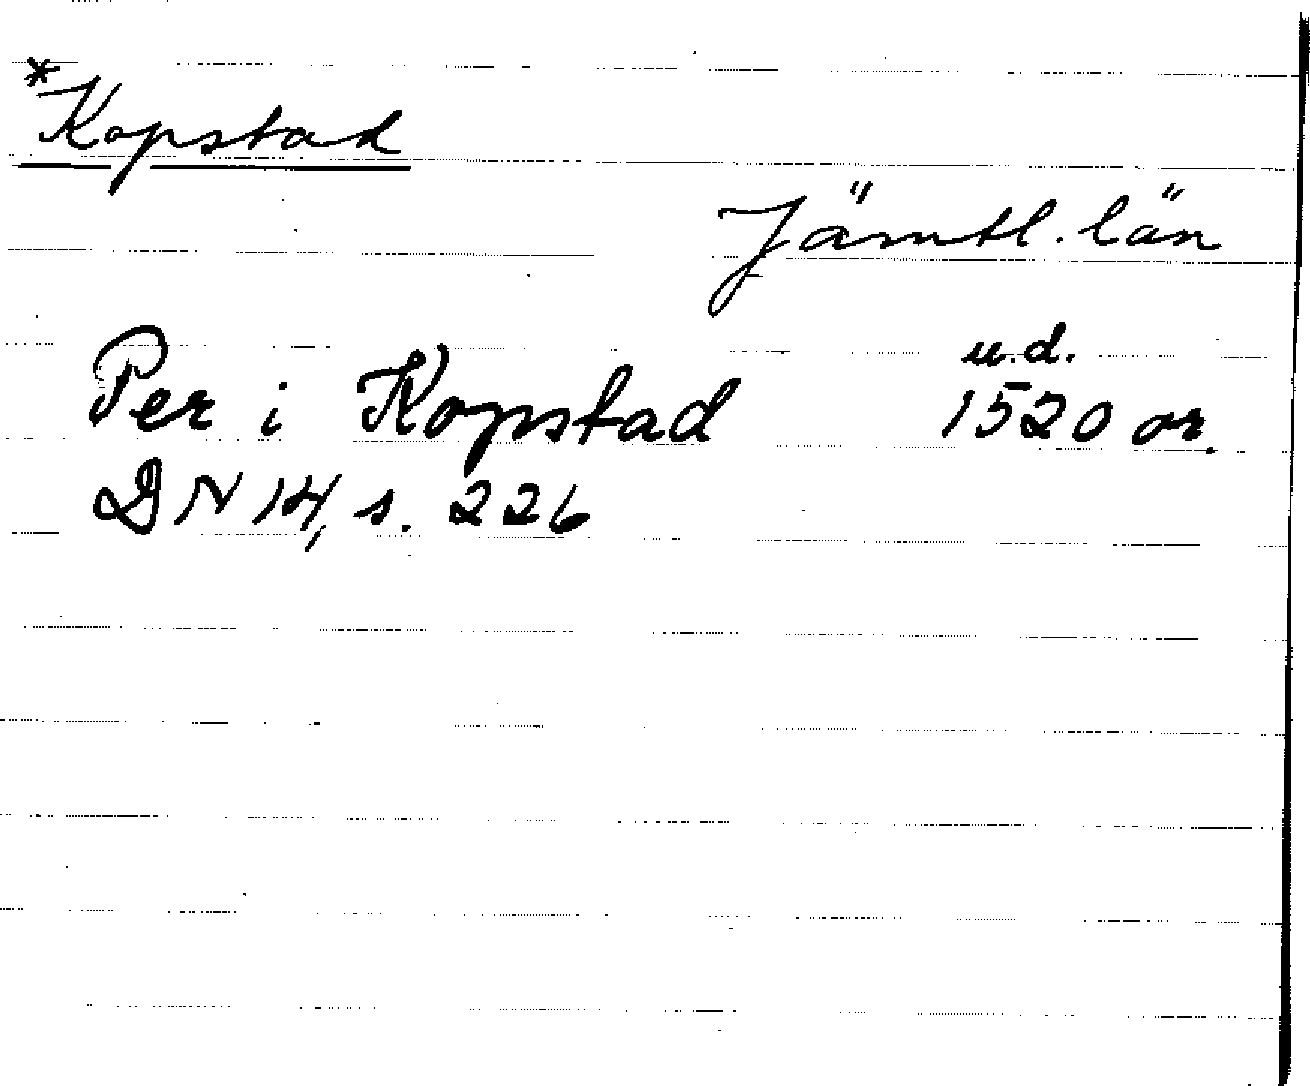 *Kopstad
Jämtl. län
Per i Kopstad u.d. 1520 or.
DN 14, s. 226